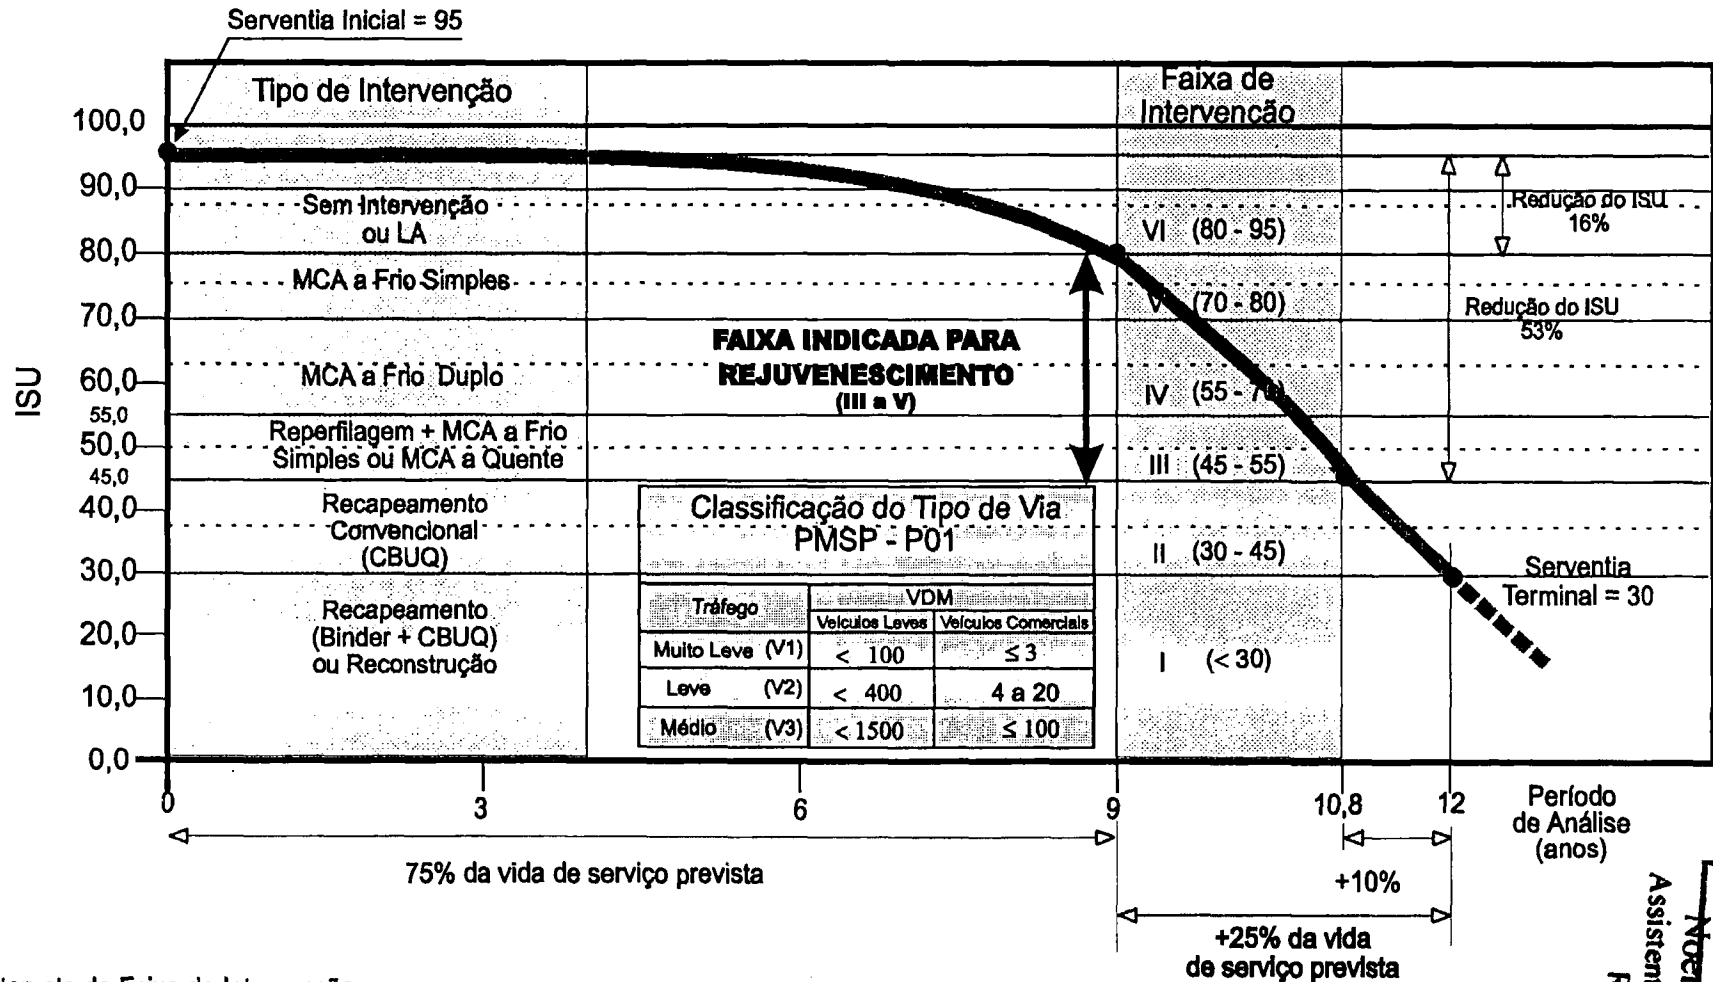 Serventia Inicial = 95
Tipo de Intervenção
Faixa de
Intervencão
ISU
100,0
90,0
80,0
70,0
60,0
55,0
50,0
45,0
40,0
30,0
20,0
10,0
0,0
Sem Intervenção
ou LA
MCA a Frio Simples
MCA a Frio Duplo
Reperfilagem + MCA a Frio
Simples ou MCA a Quente
Recapeamento
Convencional
(CBUQ)
Recapeamento
(Binder + CBUQ)
ou Reconstrução
FAIXA INDICADA PARA
REJUVENESCIMENTO
(III a V)
Classificação do Tipo de Via
PMSP - P01
Tráfego
VDM
Veículos Leves
Veículos Comerciais
Muito Leve (V1) < 100 ≤ 3
Leve (V2) < 400 4 a 20
Médio (V3) < 1500 ≤ 100
VI (80 - 95)
V (70 - 80)
IV (55 - 70)
III (45 - 55)
II (30 - 45)
I (< 30)
Redução do ISU
16%
Redução do ISU
53%
Serventia
Terminal = 30
0
3
6
9
10,8
12
Período
de Análise
(anos)
75% da vida de serviço prevista
+10%
+25% da vida
de serviço prevista